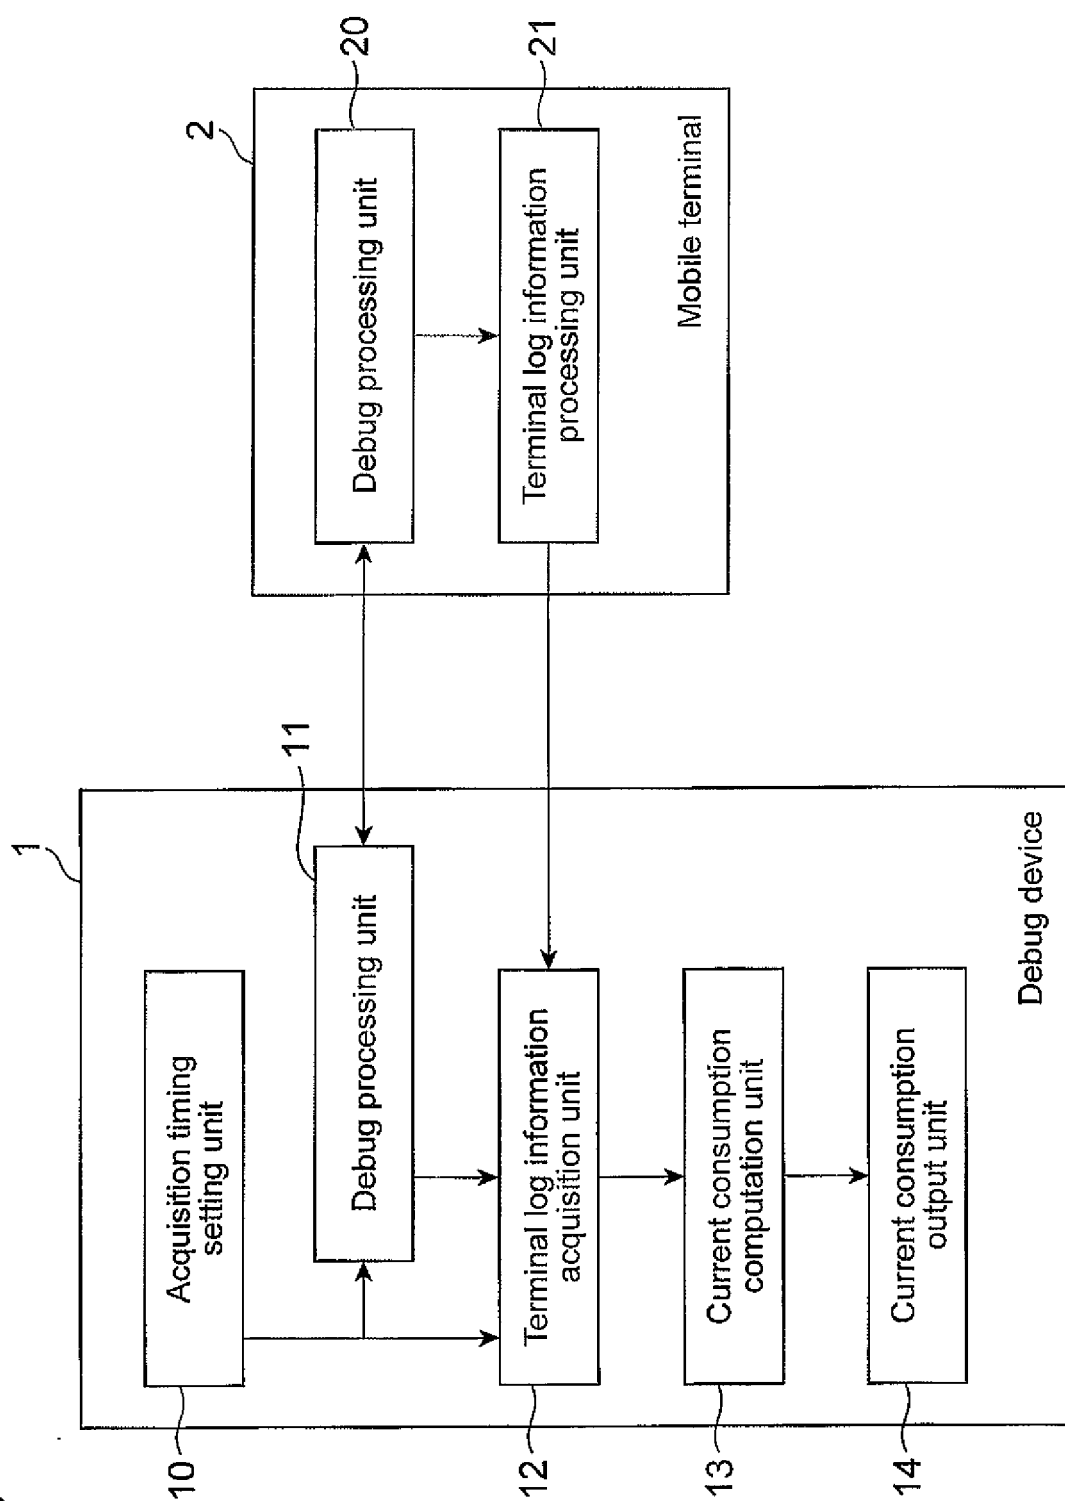 1
10
Acquisition timing
setting unit
11
Debug processing unit
12
Terminal log information
acquisition unit
13
Current consumption
computation unit
14
Current consumption
output unit
Debug device
2
20
Debug processing unit
21
Terminal log information
processing unit
Mobile terminal